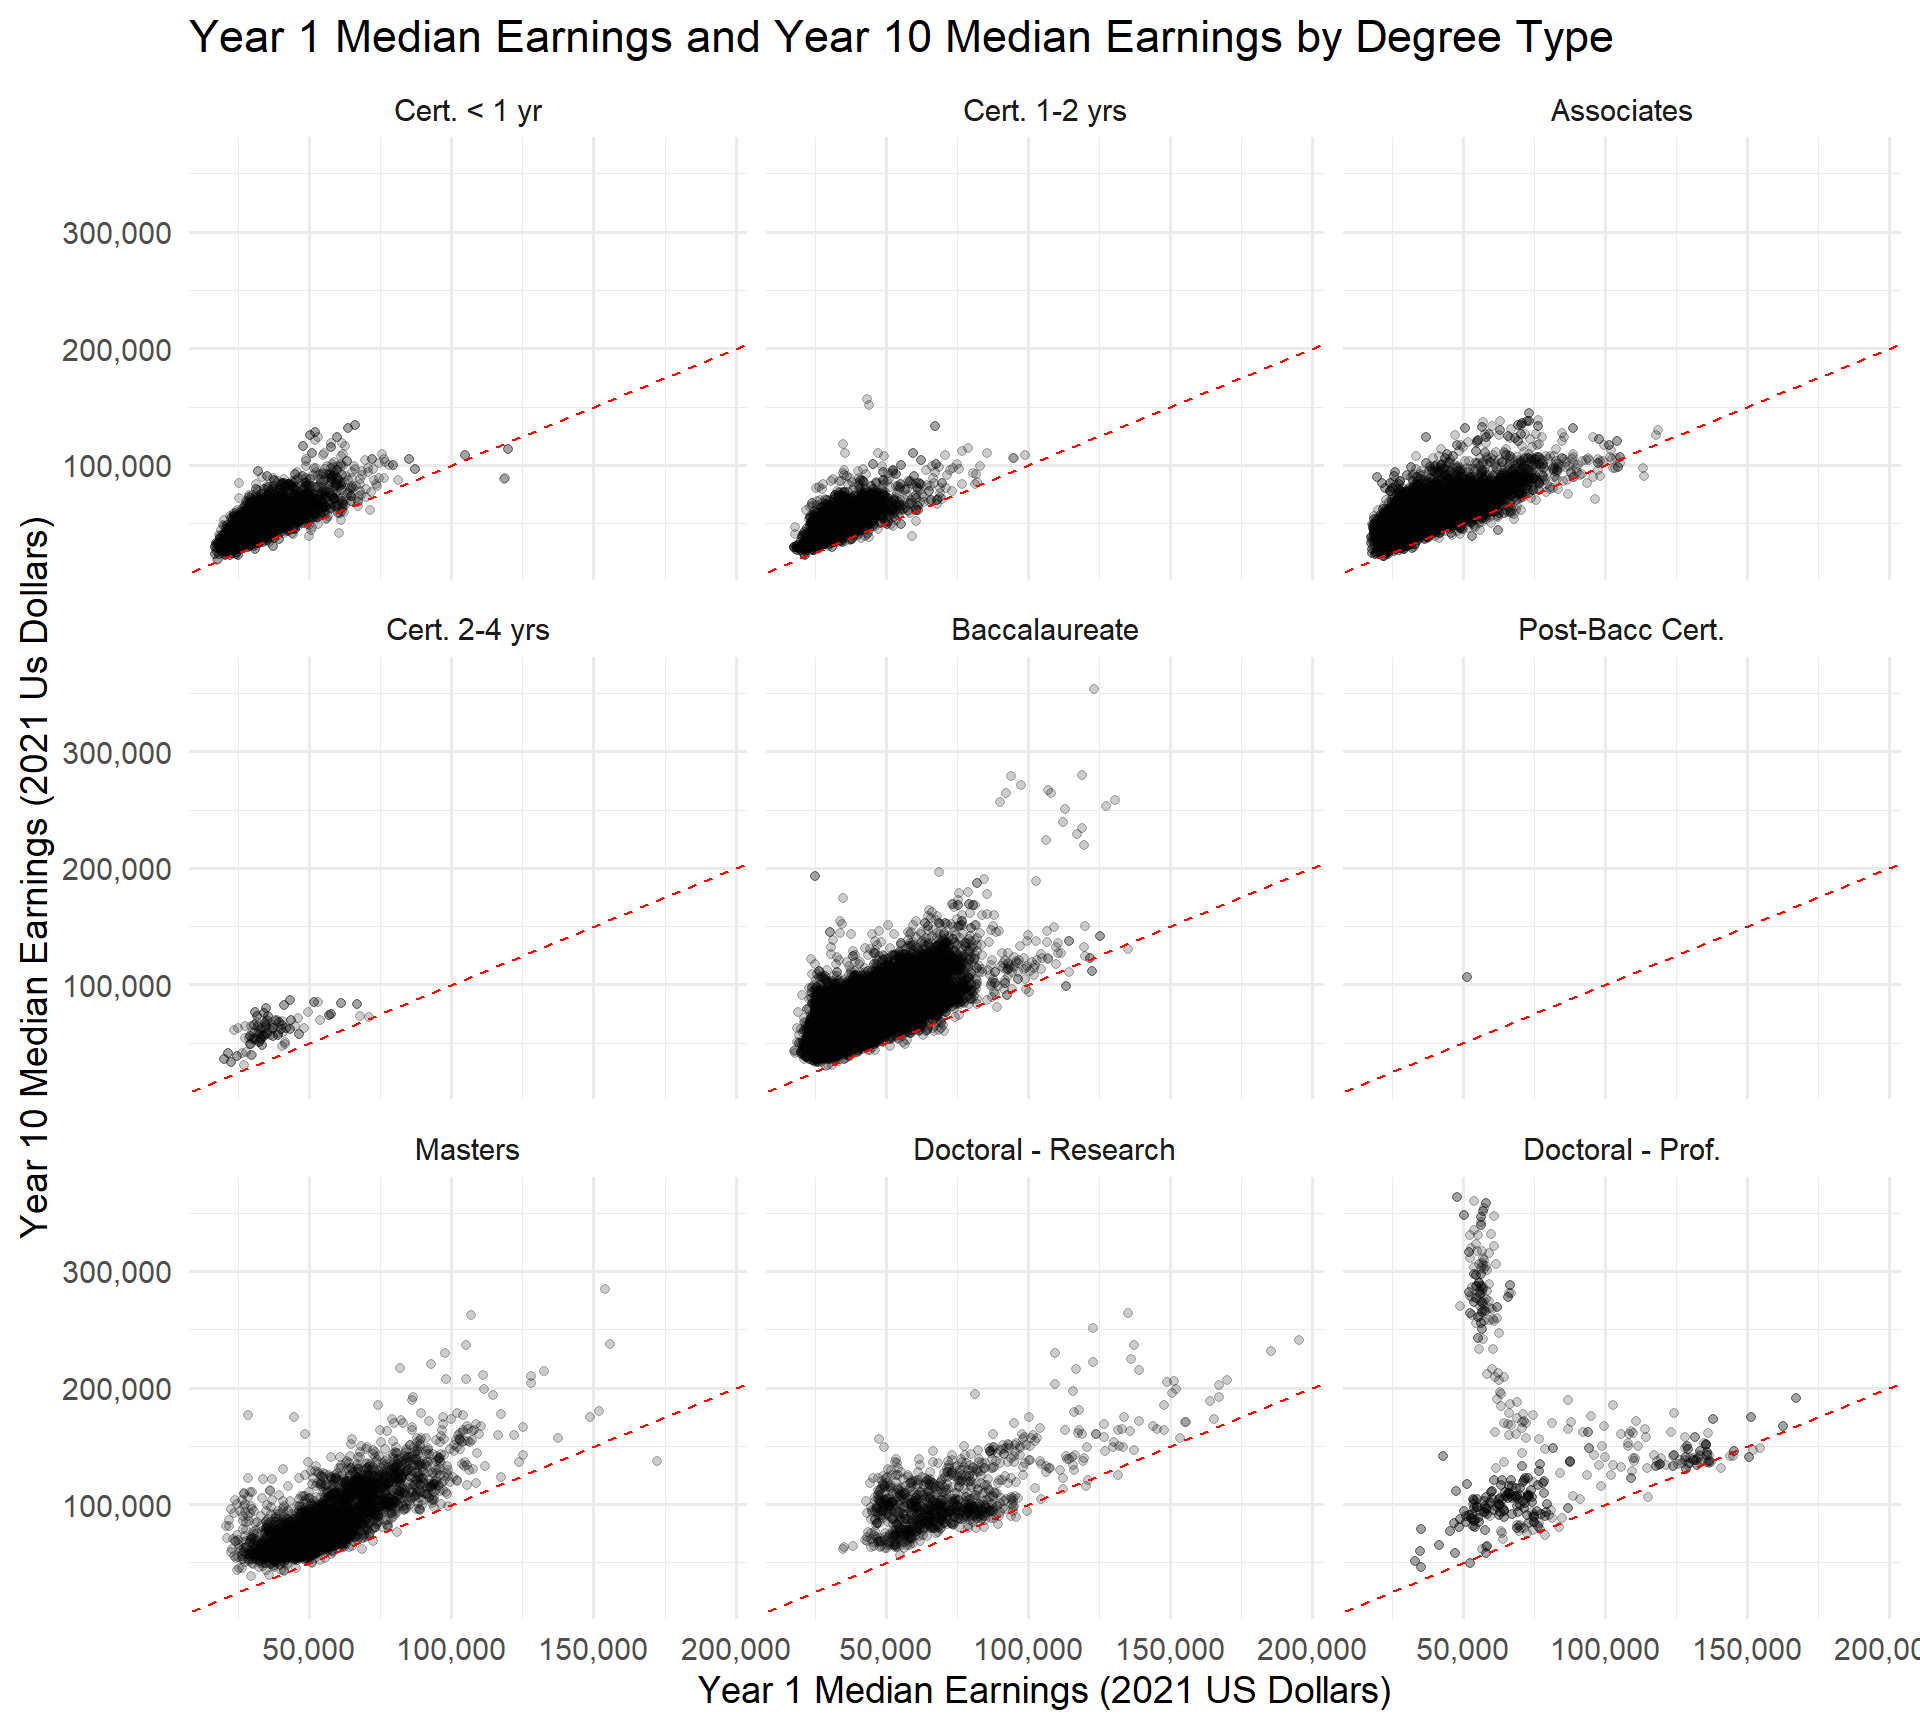 Year 1 Median Earnings and Year 10 Median Earnings by Degree Type
Cert. < 1 yr
Cert. 1-2 yrs
Associates
300,000
200,000
100,000
Cert. 2-4 yrs
Baccalaureate
Post-Bacc Cert.
300,000
200,000
100,000
Masters
Doctoral - Research
Doctoral - Prof.
300,000
200,000
100,000
50,000 100,000 150,000 200,000
50,000 100,000 150,000
50,000 100,000 150,000 200,0
Year 1 Median Earnings (2021 US Dollars)
Year 10 Median Earnings (2021 Us Dollars)